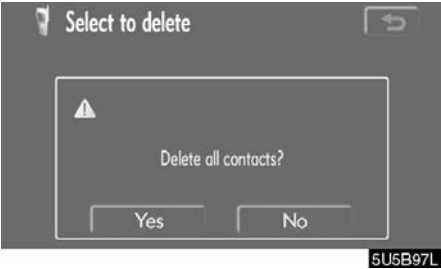 Select to delete
Delete all contacts?
Yes No
5U5B97L